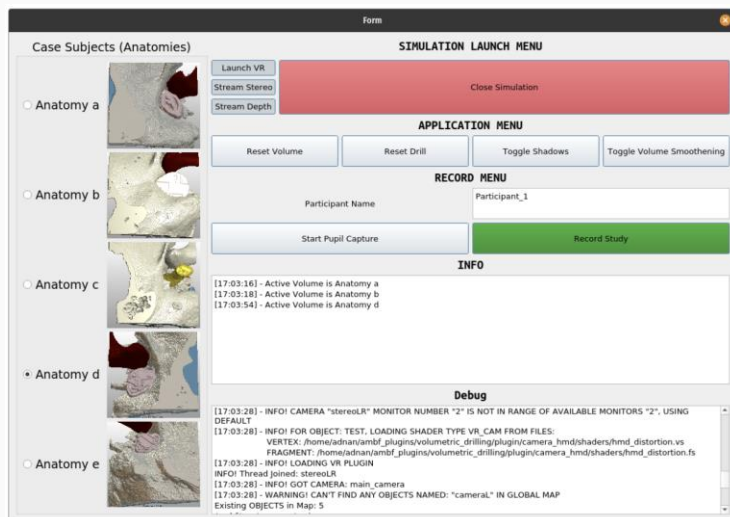 Form
Case Subjects (Anatomies)
Anatomy a
Anatomy b
Anatomy c
Anatomy d
Anatomy e
SIMULATION LAUNCH MENU
Launch VR
Stream Stereo
Stream Depth
Close Simulation
APPLICATION MENU
Reset Volume
Reset Drill
Toggle Shadows
Toggle Volume Smoothening
RECORD MENU
Participant Name
Participant_1
Start Pupil Capture
Record Study
INFO
[17:03:16] - Active Volume is Anatomy a
[17:03:18] - Active Volume is Anatomy b
[17:03:54] - Active Volume is Anatomy d
Debug
[17:03:28] - INFO! CAMERA "stereoLR" MONITOR NUMBER "2" IS NOT IN RANGE OF AVAILABLE MONITORS "2", USING
DEFAULT
[17:03:28] - INFO! FOR OBJECT: TEST, LOADING SHADER TYPE VR_CAM FROM FILES:
VERTEX: /home/adnan/ambf_plugins/volumetric_drilling/plugin/camera_hmd/shaders/hmd_distortion.vs
FRAGMENT: /home/adnan/ambf_plugins/volumetric_drilling/plugin/camera_hmd/shaders/hmd_distortion.fs
[17:03:28] - INFO! LOADING VR PLUGIN
INFO! Thread Joined: stereoLR
[17:03:28] - INFO! GOT CAMERA: main_camera
[17:03:28] - WARNING! CAN'T FIND ANY OBJECTS NAMED: "cameraL" IN GLOBAL MAP
Existing OBJECTS in Map: 5